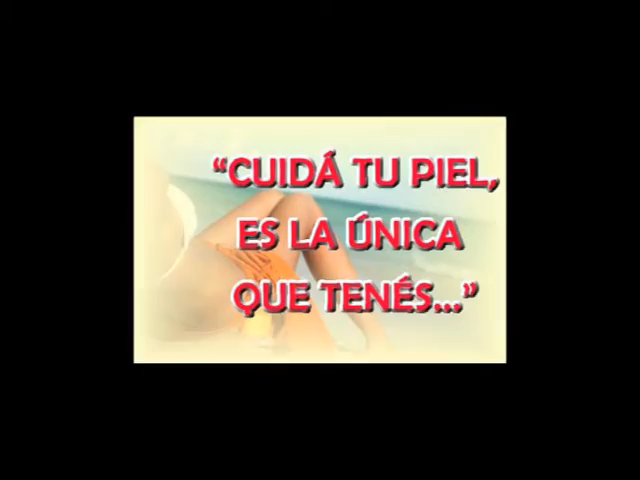 “CUIDÁ TU PIEL,
ES LA ÚNICA
QUE TENÉS...”